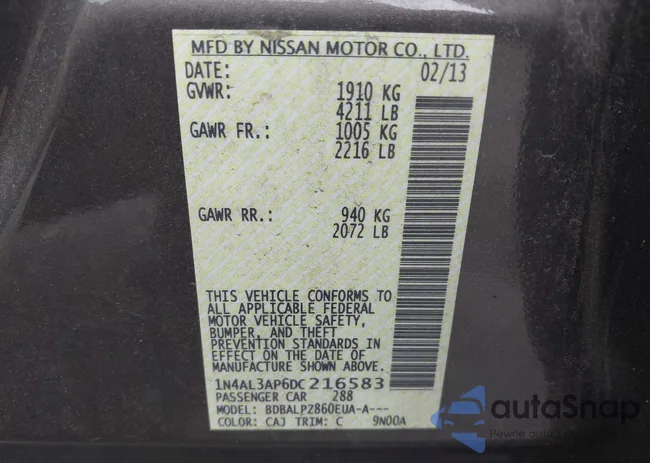 MFD BY NISSAN MOTOR CO., LTD.
DATE: 02/13
GVWR: 1910 KG
4211 LB
GAWR FR.: 1005 KG
2216 LB
GAWR RR.: 940 KG
2072 LB
THIS VEHICLE CONFORMS TO
ALL APPLICABLE FEDERAL
MOTOR VEHICLE SAFETY,
BUMPER, AND THEFT
PREVENTION STANDARDS
IN EFFECT ON THE DATE OF
MANUFACTURE SHOWN ABOVE.
1N4AL3AP6DC216583
PASSENGER CAR 288
MODEL: BDBALPZ860EUA-A---
COLOR: CAJ TRIM: C 9N00A
autoSnap
Pewne auto